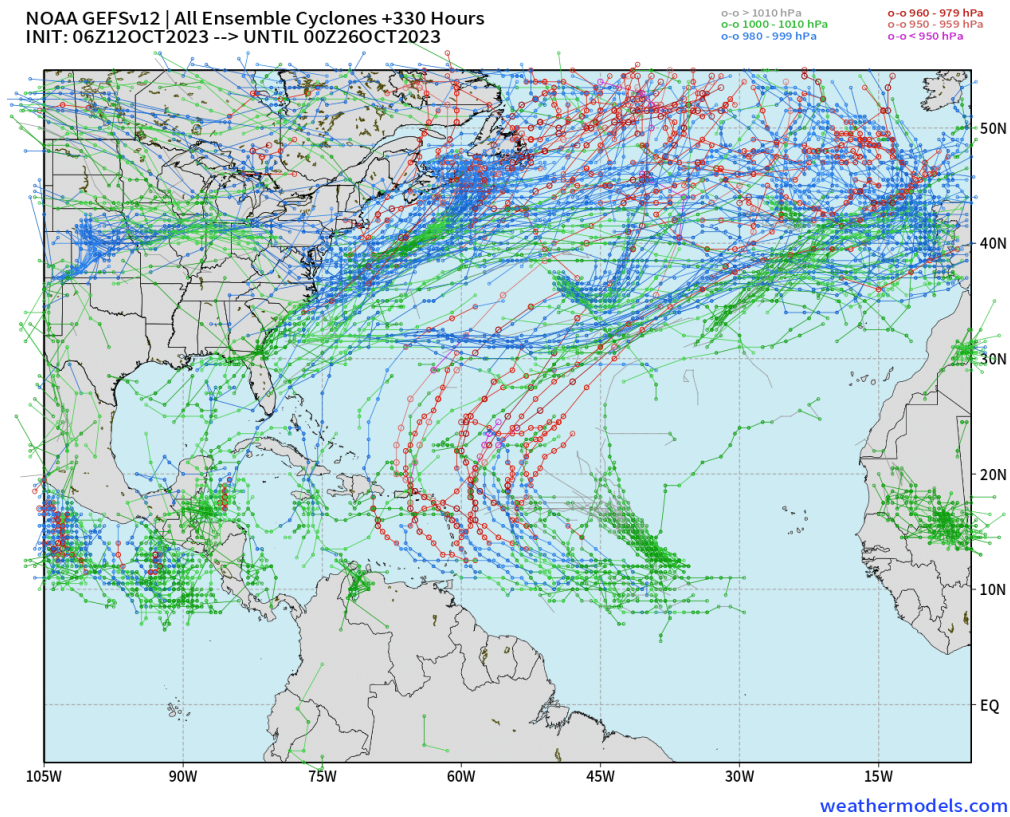 NOAA GEFSv12 | All Ensemble Cyclones +330 Hours
INIT: 06Z12OCT2023 --> UNTIL 00Z26OCT2023
o-o > 1010 hPa
o-o 1000 - 1010 hPa
o-o 980 - 999 hPa
o-o 960 - 979 hPa
o-o 950 - 959 hPa
o-o < 950 hPa
50N
40N
30N
20N
10N
EQ
105W 90W 75W 60W 45W 30W 15W
weathermodels.com